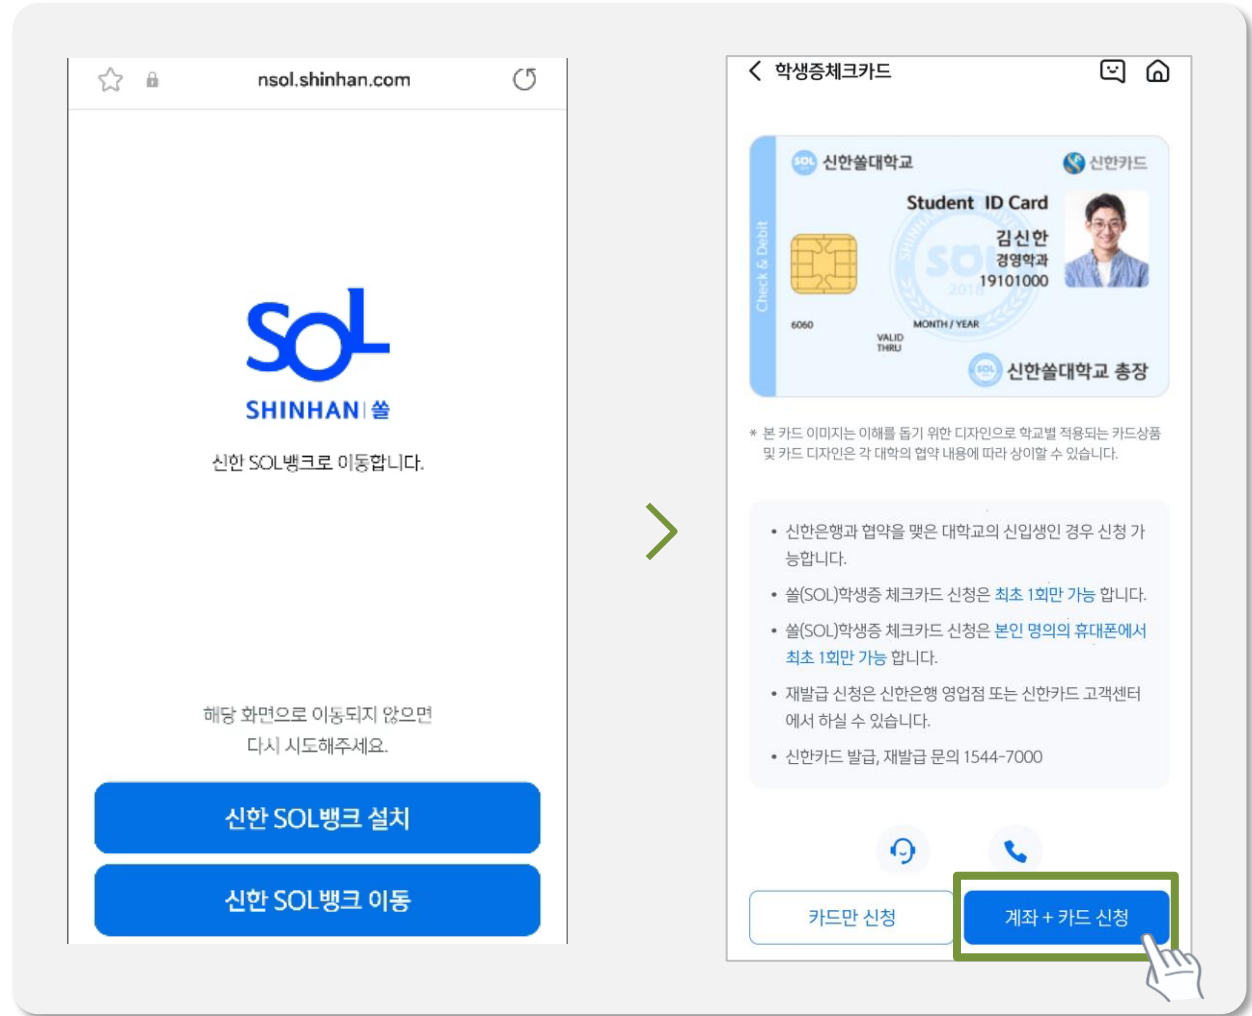 nsol.shinhan.com
SOL
SHINHAN 쏠
신한 SOL뱅크로 이동합니다.
해당 화면으로 이동되지 않으면
다시 시도해주세요.
신한 SOL뱅크 설치
신한 SOL뱅크 이동
학생증체크카드
SOL 신한쏠대학교
신한카드
Check & Debit
Student ID Card
김신한
경영학과
19101000
SOL
2018
6060
MONTH / YEAR
VALID
THRU
SOL 신한쏠대학교 총장
* 본 카드 이미지는 이해를 돕기 위한 디자인으로 학교별 적용되는 카드상품
및 카드 디자인은 각 대학의 협약 내용에 따라 상이할 수 있습니다.
• 신한은행과 협약을 맺은 대학교의 신입생인 경우 신청 가
능합니다.
• 쏠(SOL)학생증 체크카드 신청은 최초 1회만 가능 합니다.
• 쏠(SOL)학생증 체크카드 신청은 본인 명의의 휴대폰에서
최초 1회만 가능 합니다.
• 재발급 신청은 신한은행 영업점 또는 신한카드 고객센터
에서 하실 수 있습니다.
• 신한카드 발급, 재발급 문의 1544-7000
카드만 신청
계좌 + 카드 신청